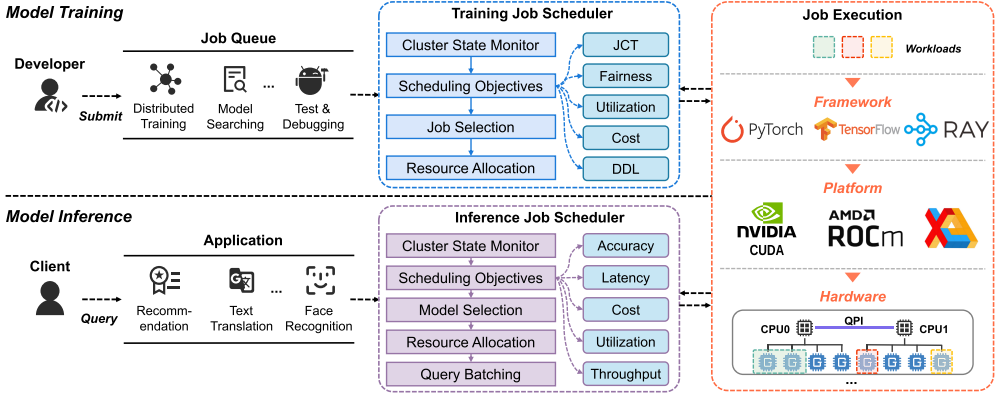 Model Training
Developer
Submit
Job Queue
Distributed
Training
Model
Searching
...
Test &
Debugging
Training Job Scheduler
Cluster State Monitor
Scheduling Objectives
Job Selection
Resource Allocation
JCT
Fairness
Utilization
Cost
DDL
Model Inference
Client
Query
Application
Recomm-
endation
Text
Translation
...
Face
Recognition
Inference Job Scheduler
Cluster State Monitor
Scheduling Objectives
Model Selection
Resource Allocation
Query Batching
Accuracy
Latency
Cost
Utilization
Throughput
Job Execution
Workloads
Framework
PyTorch
TensorFlow
RAY
Platform
NVIDIA
CUDA
AMD
ROCm
XLA
Hardware
CPU0
QPI
CPU1
G G G G G G G G
...